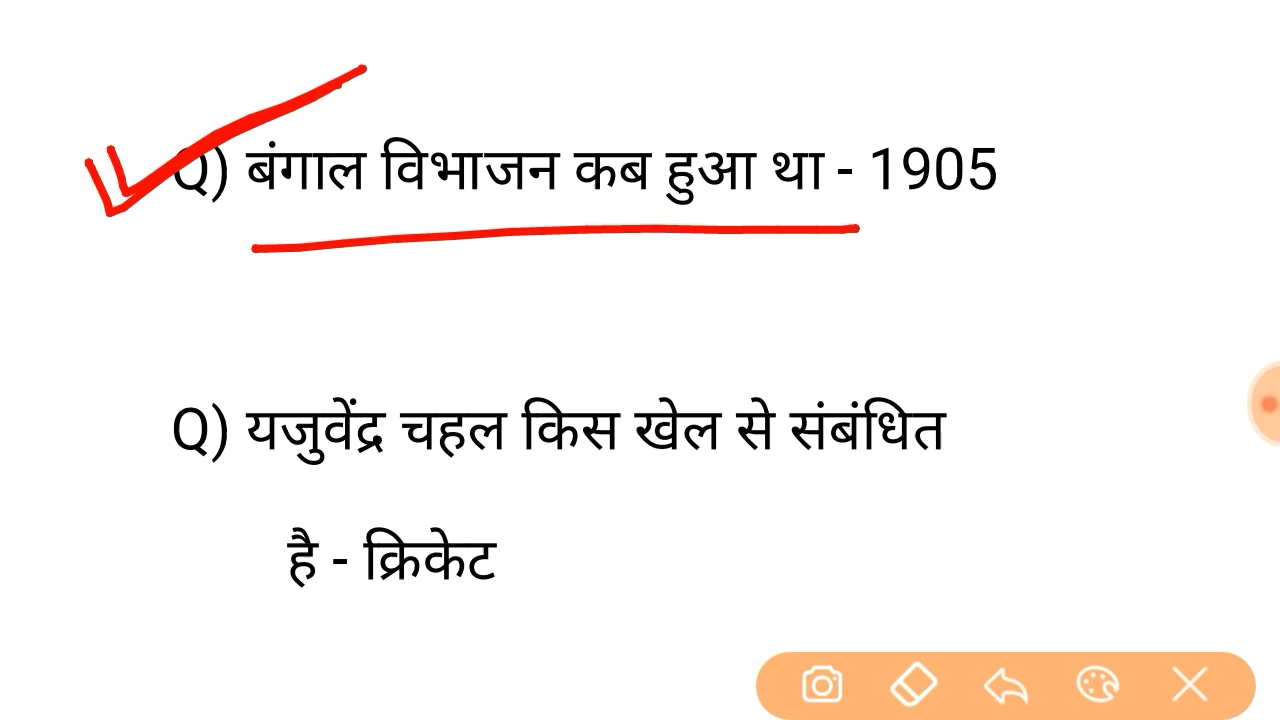 Q) बंगाल विभाजन कब हुआ था - 1905
Q) यजुवेंद्र चहल किस खेल से संबंधित
है - क्रिकेट